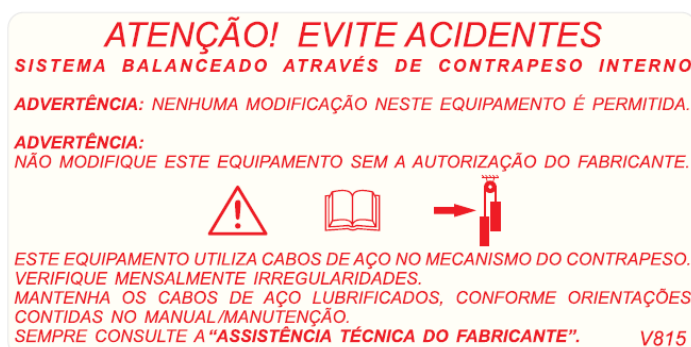 ATENÇÃO! EVITE ACIDENTES
SISTEMA BALANCEADO ATRAVÉS DE CONTRAPESO INTERNO
ADVERTÊNCIA: NENHUMA MODIFICAÇÃO NESTE EQUIPAMENTO É PERMITIDA.
ADVERTÊNCIA:
NÃO MODIFIQUE ESTE EQUIPAMENTO SEM A AUTORIZAÇÃO DO FABRICANTE.
ESTE EQUIPAMENTO UTILIZA CABOS DE AÇO NO MECANISMO DO CONTRAPESO.
VERIFIQUE MENSALMENTE IRREGULARIDADES.
MANTENHA OS CABOS DE AÇO LUBRIFICADOS, CONFORME ORIENTAÇÕES
CONTIDAS NO MANUAL/MANUTENÇÃO.
SEMPRE CONSULTE A "ASSISTÊNCIA TÉCNICA DO FABRICANTE". V815